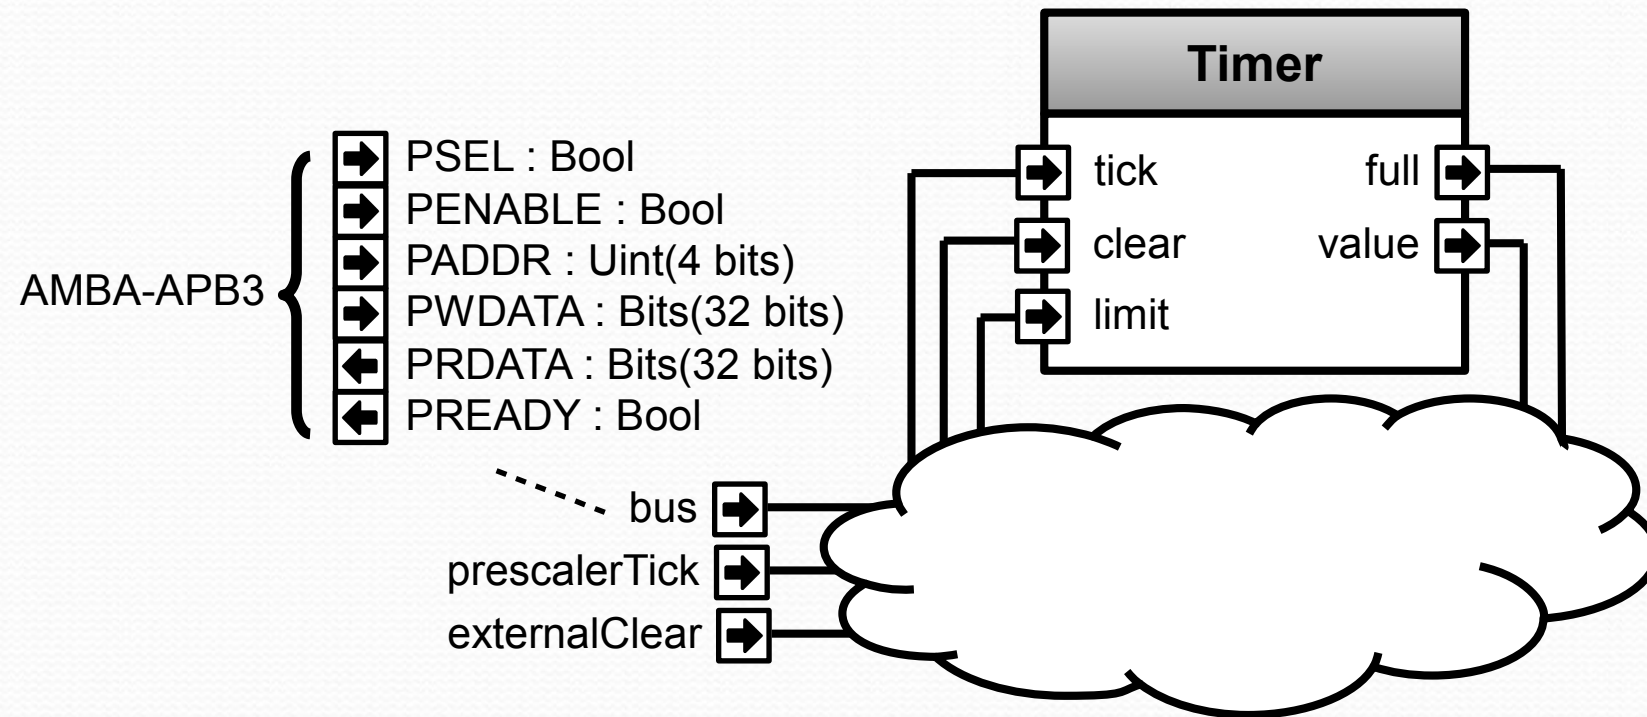 Timer
tick
full
clear
value
limit
AMBA-APB3
PSEL : Bool
PENABLE : Bool
PADDR : Uint(4 bits)
PWDATA : Bits(32 bits)
PRDATA : Bits(32 bits)
PREADY : Bool
bus
prescalerTick
externalClear